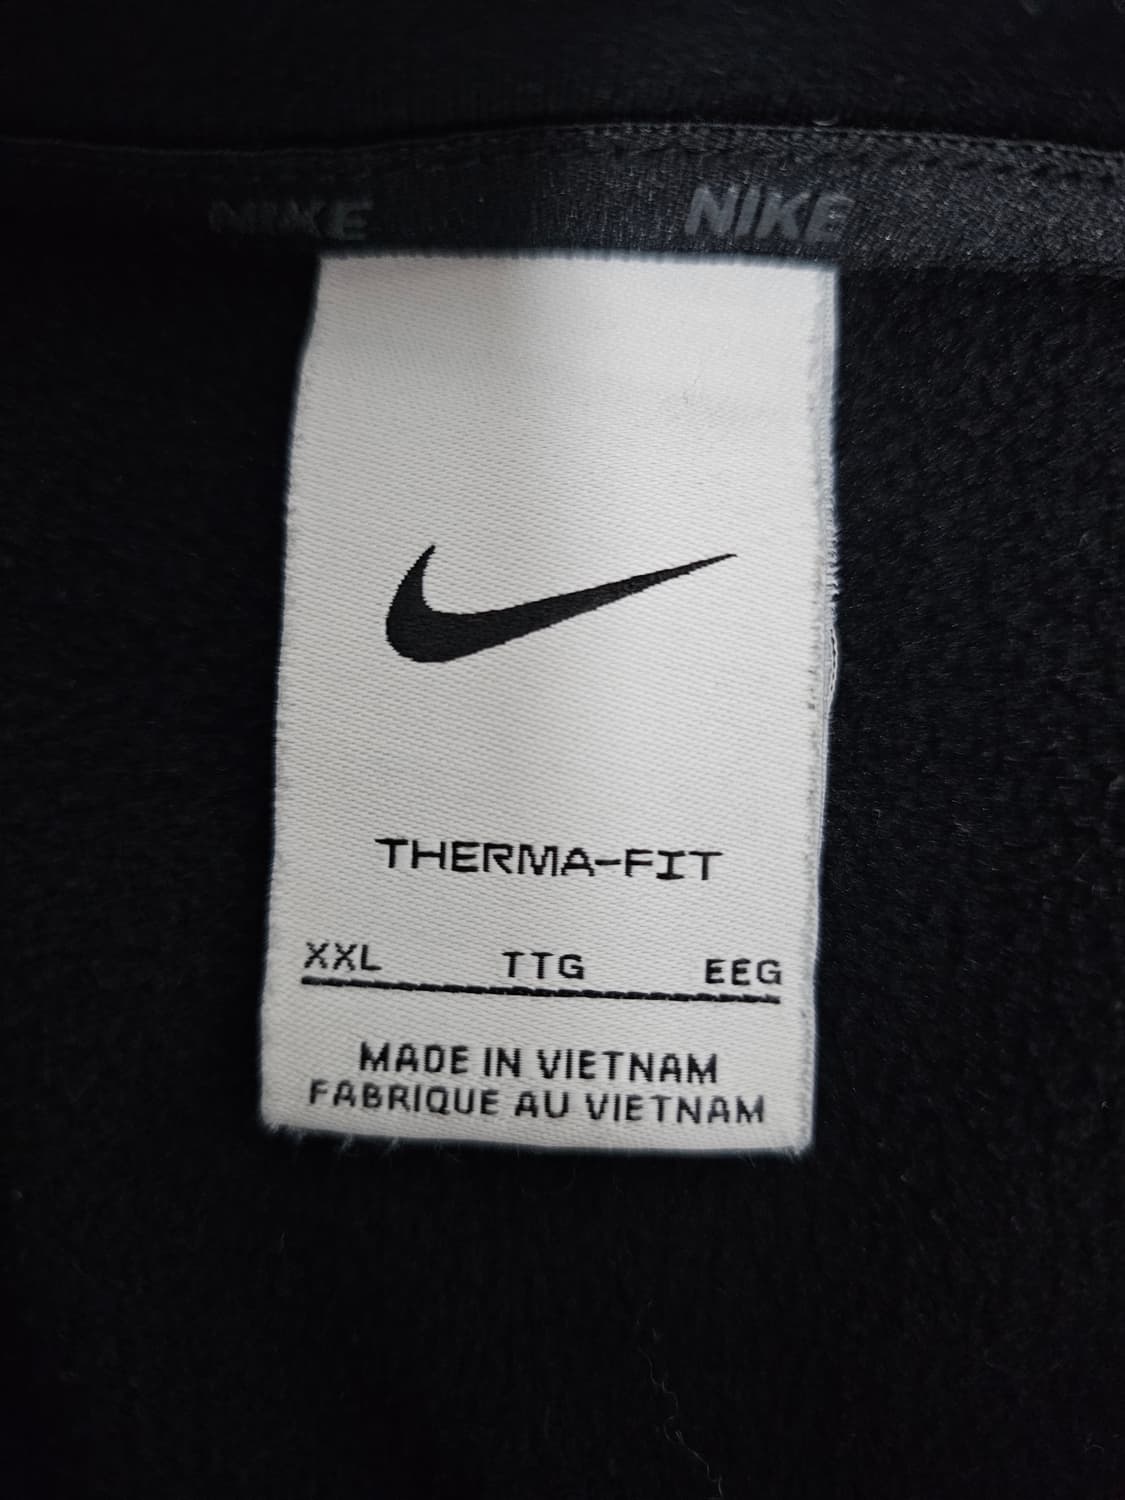 NIKE NIKE
THERMA-FIT
XXL TTG EEG
MADE IN VIETNAM
FABRIQUE AU VIETNAM